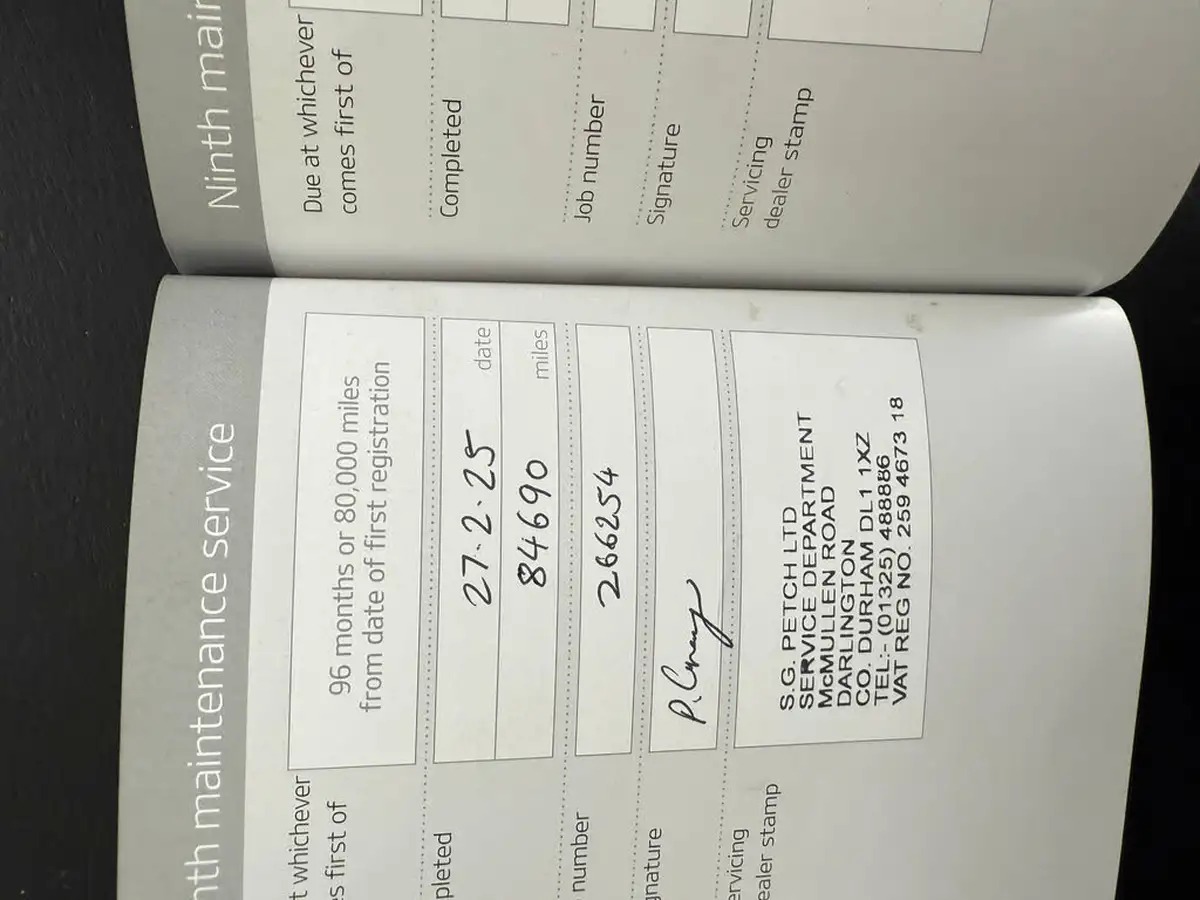 nth maintenance service
t whichever
s first of
96 months or 80,000 miles
from date of first registration
pleted
27.2.25 date
84690 miles
number
266254
nature
ervicing
ealer stamp
S.G. PETCH LTD
SERVICE DEPARTMENT
McMULLEN ROAD
DARLINGTON
CO. DURHAM DL1 1XZ
TEL:- (01325) 488886
VAT REG NO. 259 4673 18
Ninth mai
Due at whichever
comes first of
Completed
Job number
Signature
Servicing
dealer stamp